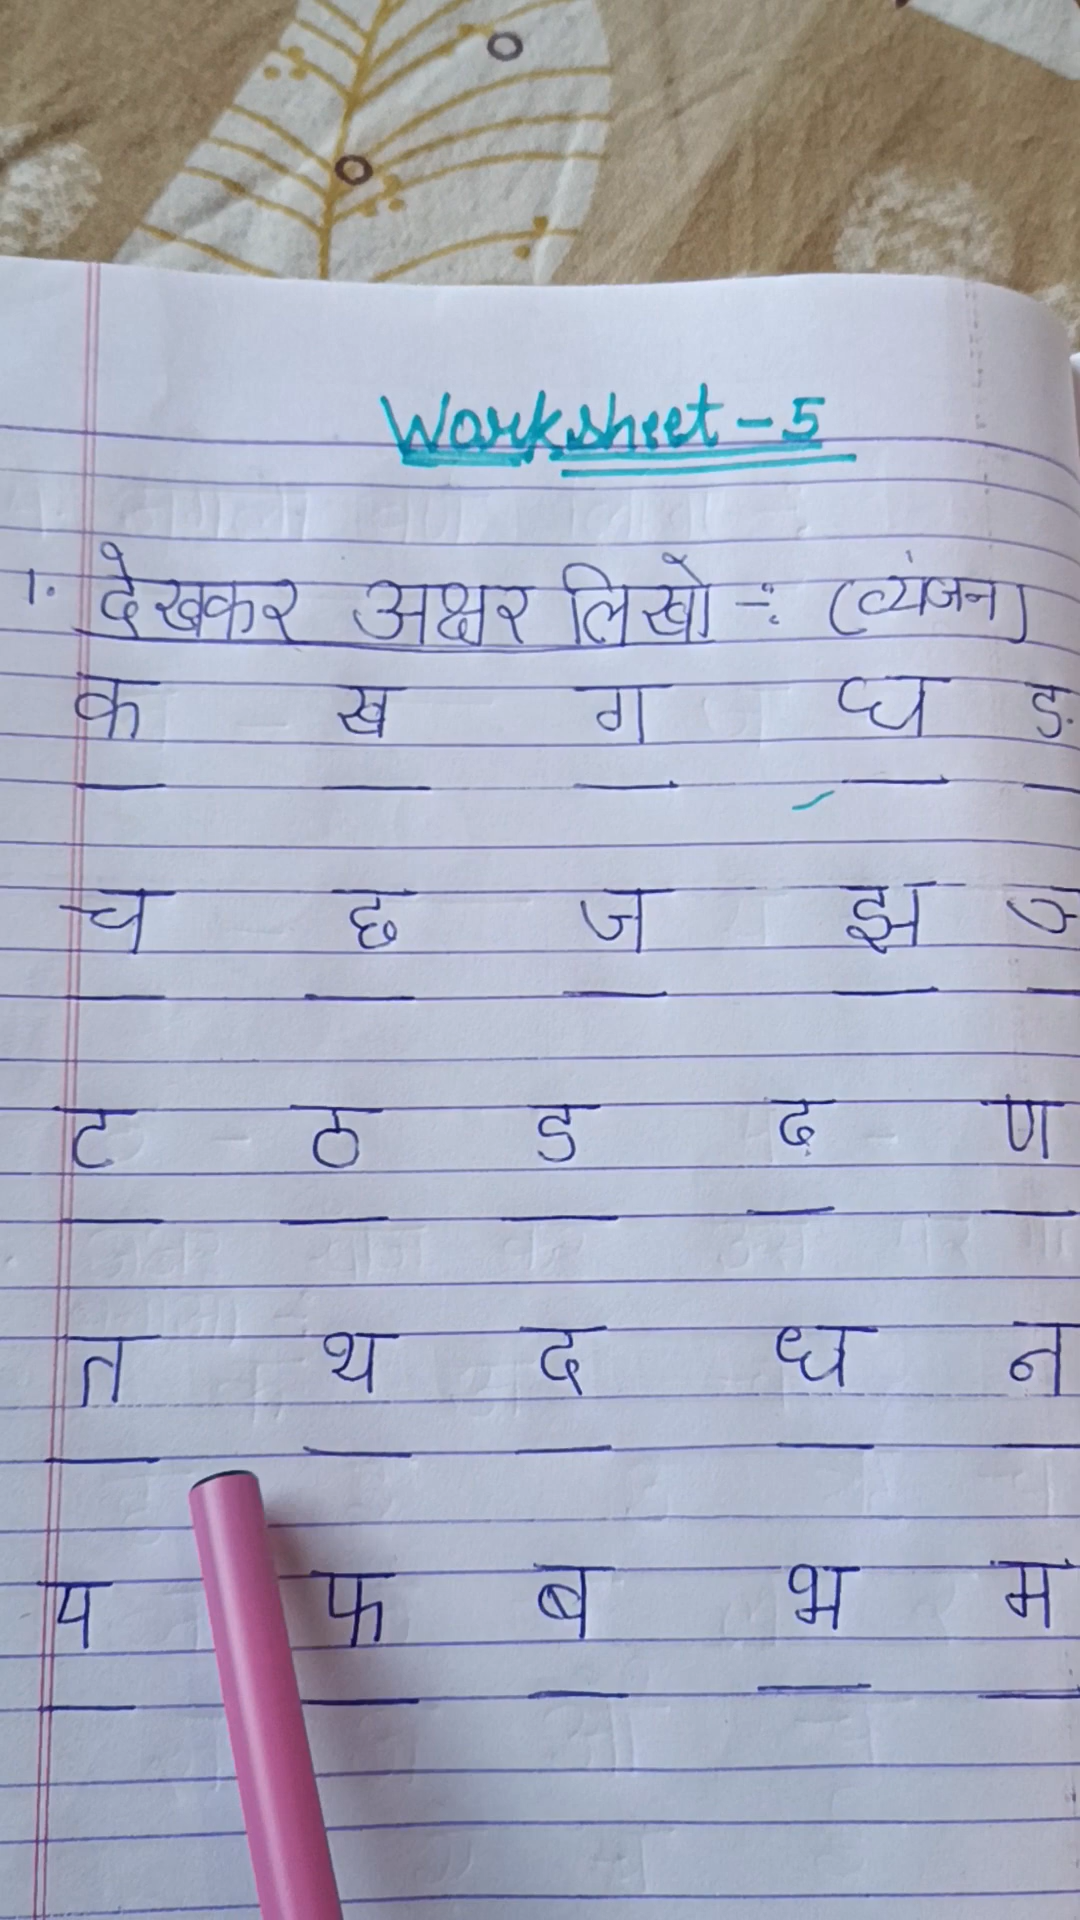 Worksheet - 5
1. देखकर अक्षर लिखो -: (व्यंजन)
क ख ग घ ङ
च छ ज झ
ट ठ ड ढ ण
त थ द ध न
प फ ब भ म